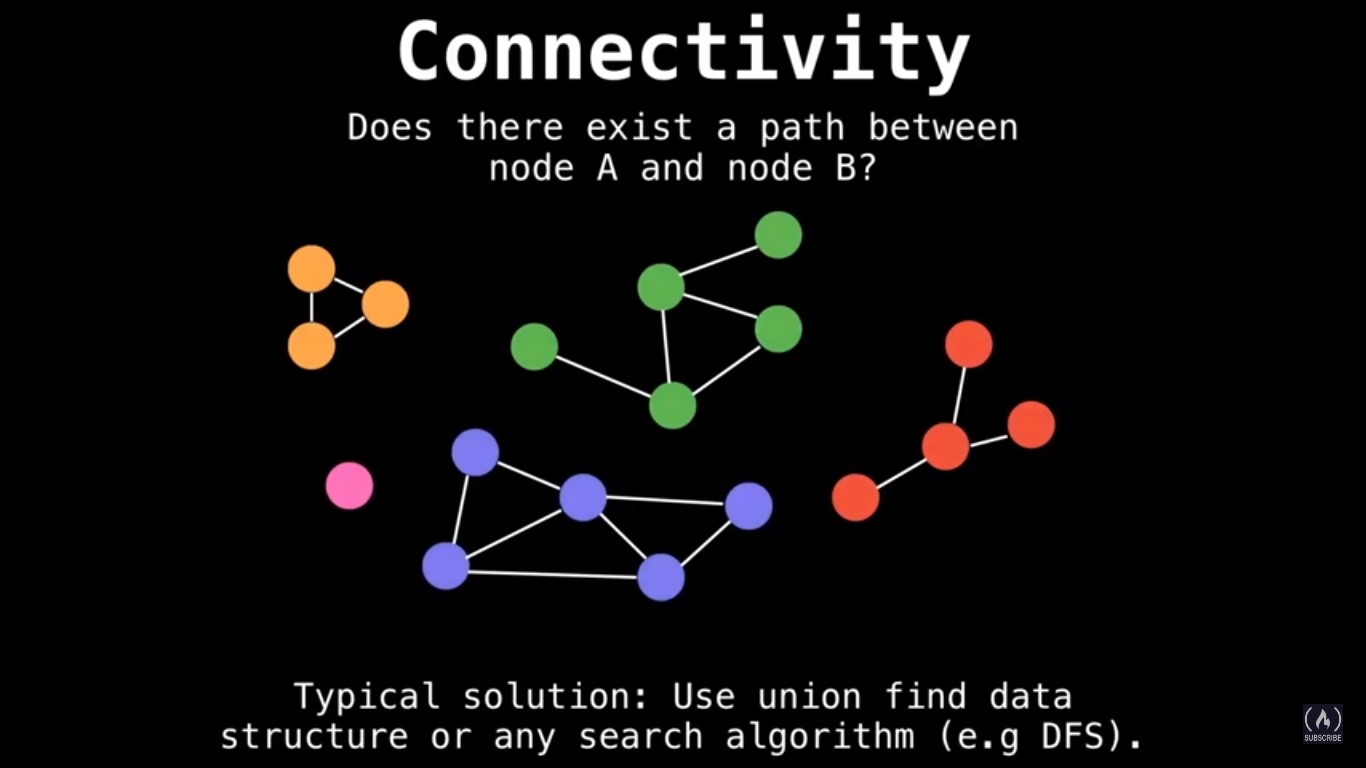 Connectivity
Does there exist a path between
node A and node B?
Typical solution: Use union find data
structure or any search algorithm (e.g DFS).
SUBSCRIBE